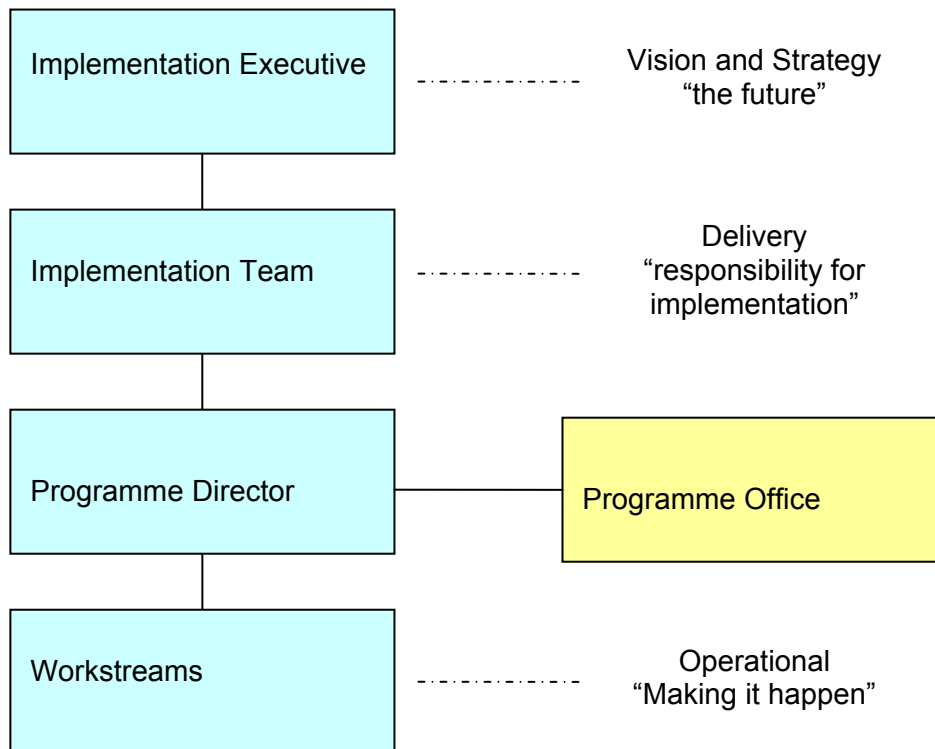 Implementation Executive
Vision and Strategy
“the future”
Implementation Team
Delivery
“responsibility for
implementation”
Programme Director
Programme Office
Workstreams
Operational
“Making it happen”